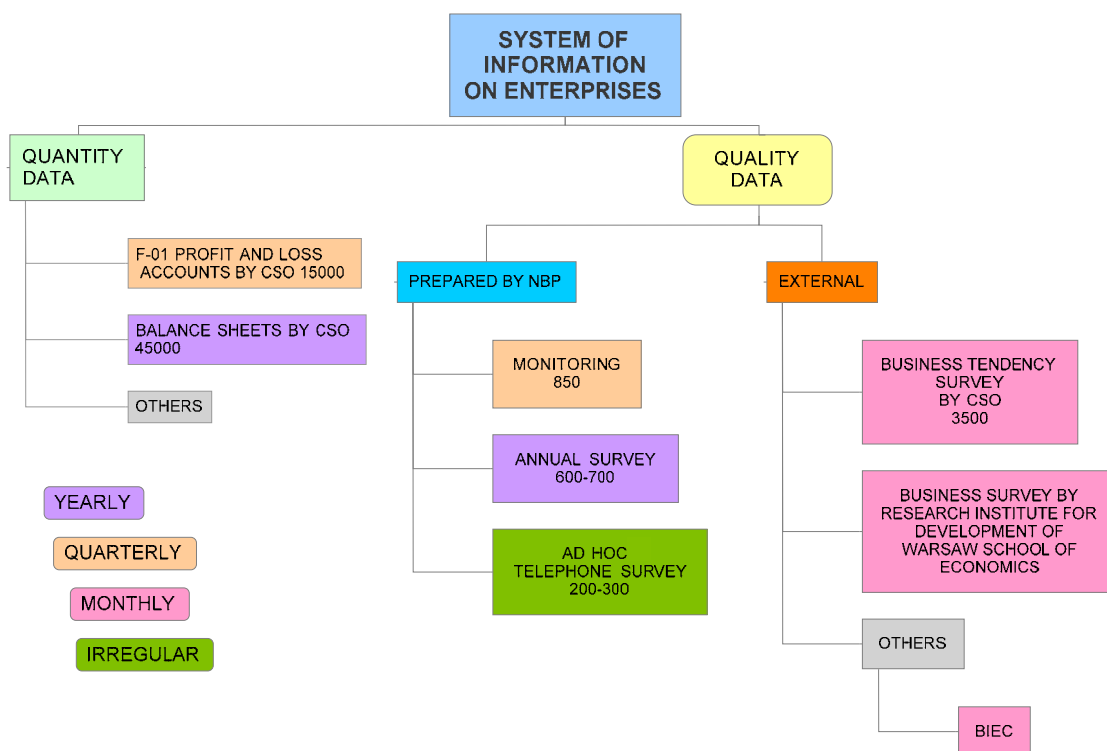 SYSTEM OF
INFORMATION
ON ENTERPRISES
QUANTITY
DATA
QUALITY
DATA
F-01 PROFIT AND LOSS
ACCOUNTS BY CSO 15000
BALANCE SHEETS BY CSO
45000
OTHERS
PREPARED BY NBP
MONITORING
850
ANNUAL SURVEY
600-700
AD HOC
TELEPHONE SURVEY
200-300
EXTERNAL
BUSINESS TENDENCY
SURVEY
BY CSO
3500
BUSINESS SURVEY BY
RESEARCH INSTITUTE FOR
DEVELOPMENT OF
WARSAW SCHOOL OF
ECONOMICS
OTHERS
BIEC
YEARLY
QUARTERLY
MONTHLY
IRREGULAR